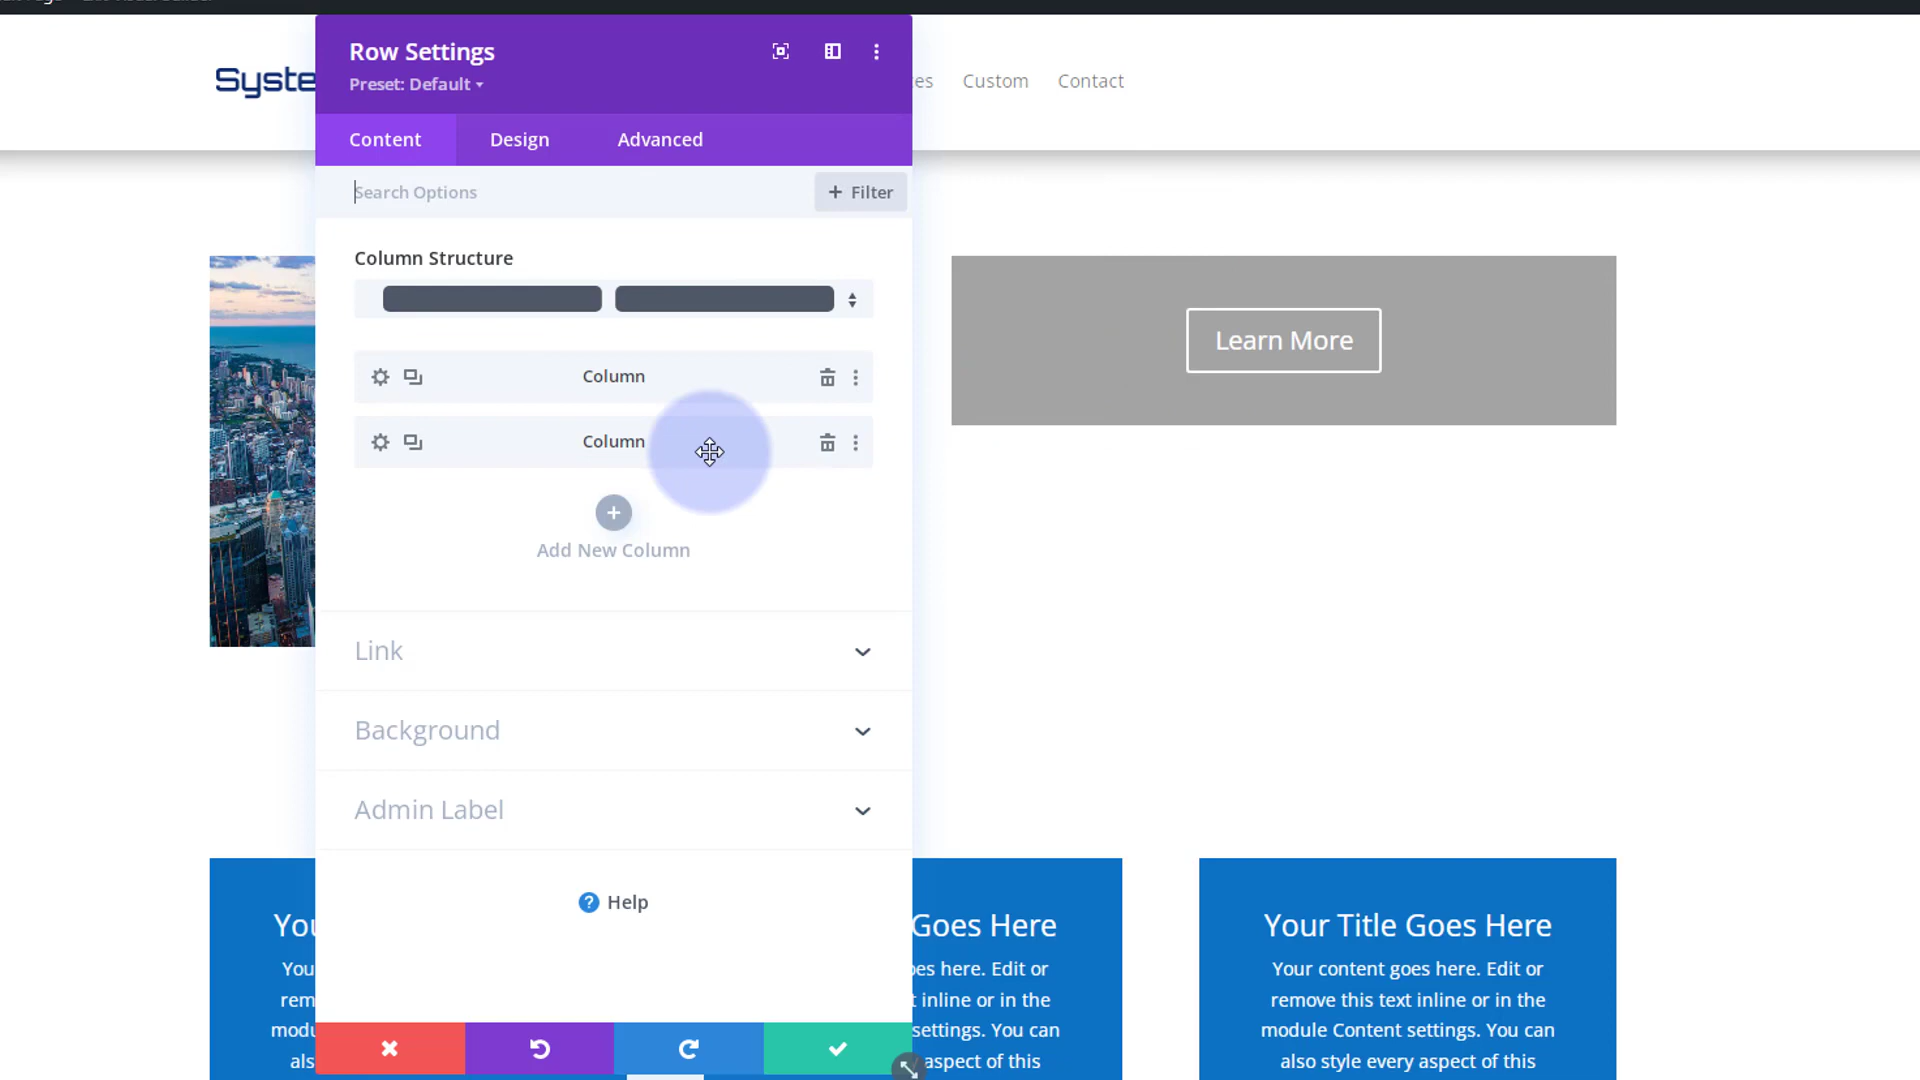 Row Settings
Preset: Default
Syste
es
Custom
Contact
Content
Design
Advanced
Search Options
+ Filter
Column Structure
Column
Learn More
Column
Add New Column
Link
Background
Admin Label
Help
You
Goes Here
Your Title Goes Here
You
oes here. Edit or
Your content goes here. Edit or
rem
t inline or in the
remove this text inline or in the
modu
settings. You can
module Content settings. You can
als
aspect of this
also style every aspect of this